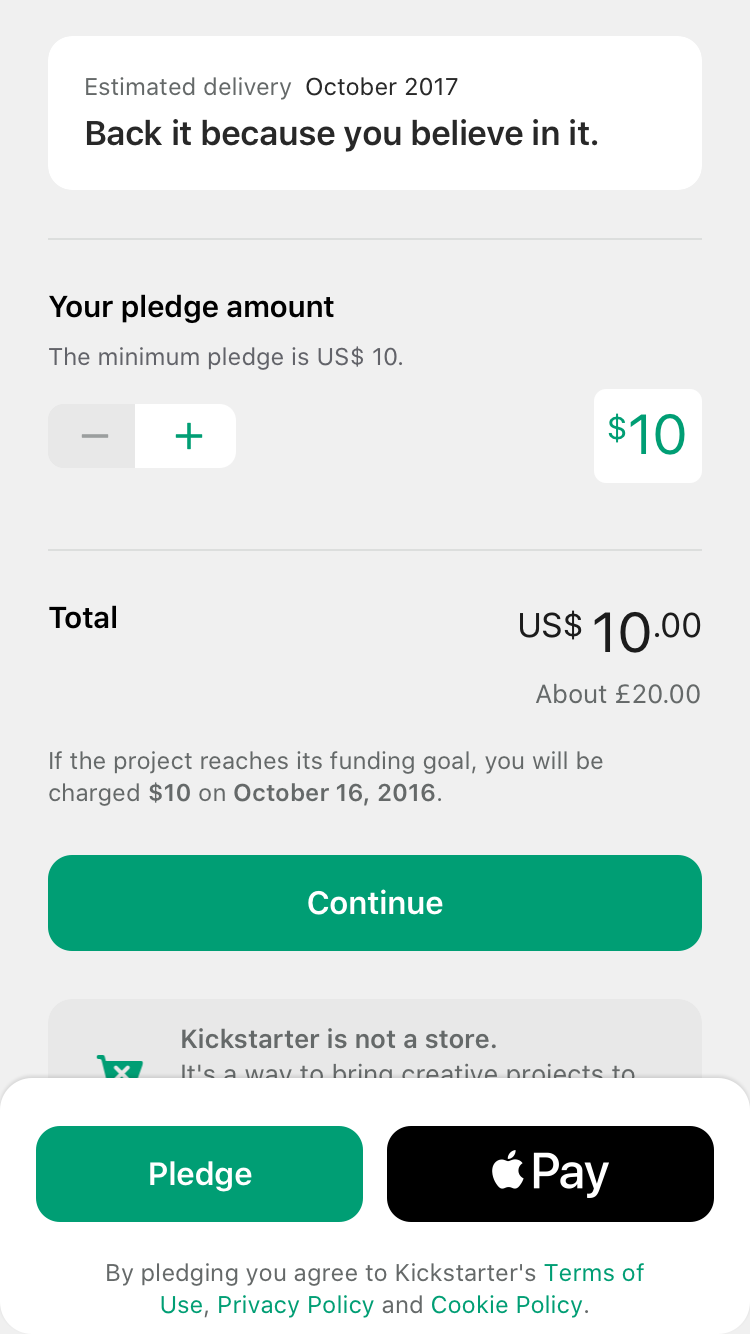 Estimated delivery October 2017
Back it because you believe in it.
Your pledge amount
The minimum pledge is US$ 10.
− +
$10
Total
US$ 10.00
About £20.00
If the project reaches its funding goal, you will be
charged $10 on October 16, 2016.
Continue
Kickstarter is not a store.
It's a way to bring creative projects to
Pledge
Pay
By pledging you agree to Kickstarter's Terms of
Use, Privacy Policy and Cookie Policy.